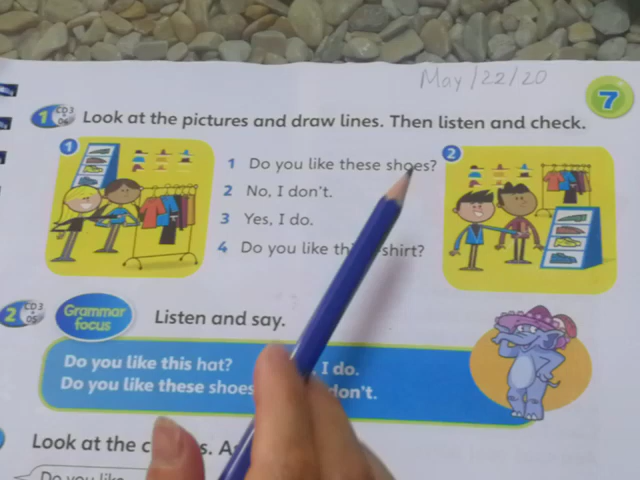 May/22/20
7
1 CD3
Look at the pictures and draw lines. Then listen and check.
1
1 Do you like these shoes?
2 No, I don't.
3 Yes, I do.
4 Do you like shirt?
2
2 CD3 05
Grammar focus
Listen and say.
Do you like this hat? I do.
Do you like these shoes don't.
Look at the
Do you like